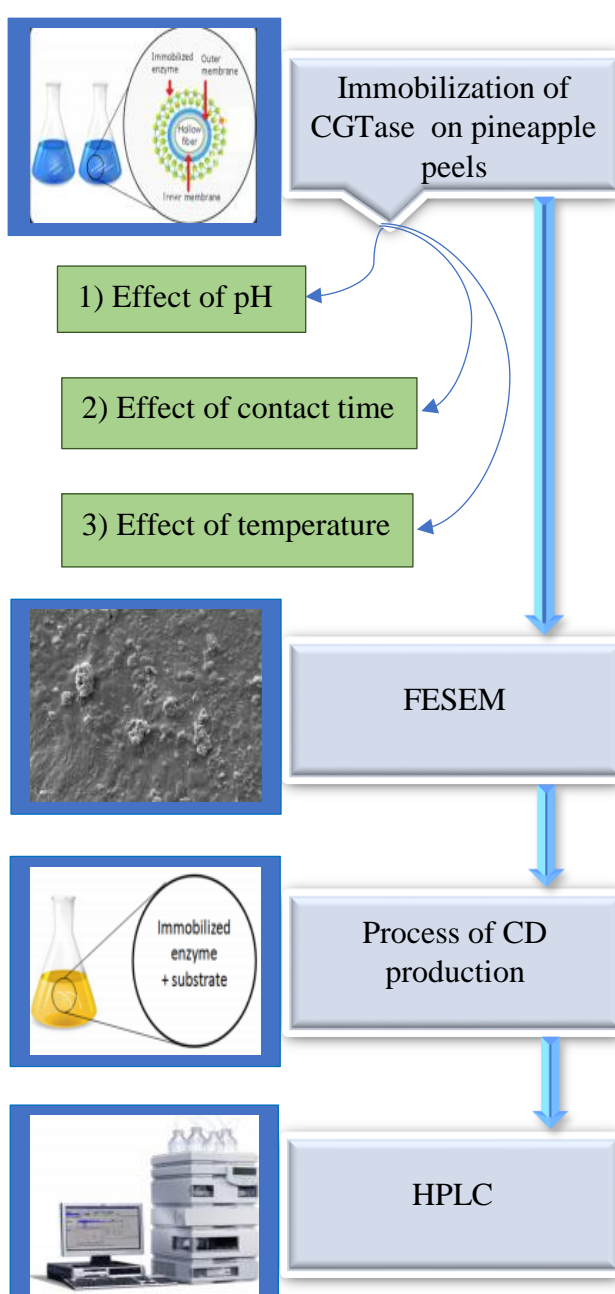 Immobilized
enzyme
Outer
membrane
Hollow
fiber
Inner membrane
Immobilization of
CGTase on pineapple
peels
1) Effect of pH
2) Effect of contact time
3) Effect of temperature
FESEM
Immobilized
enzyme
+ substrate
Process of CD
production
HPLC